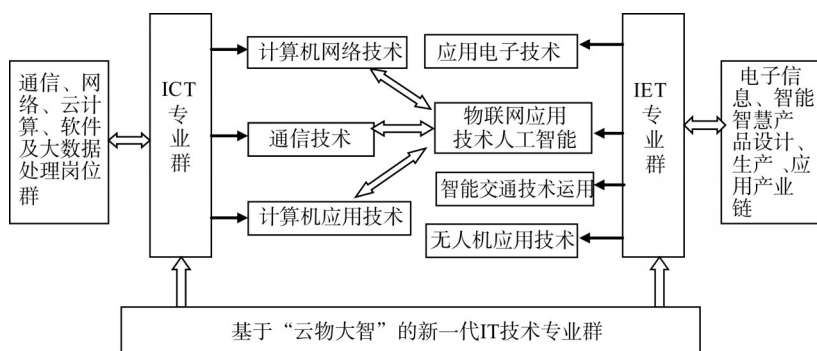 通信、网
络、云计
算、软件
及大数据
处理岗位
群
ICT
专
业
群
计算机网络技术
通信技术
计算机应用技术
应用电子技术
物联网应用
技术人工智能
智能交通技术运用
无人机应用技术
IET
专
业
群
电子信
息、智能
智慧产
品设计、
生产、应
用产业
链
基于“云物大智”的新一代IT技术专业群